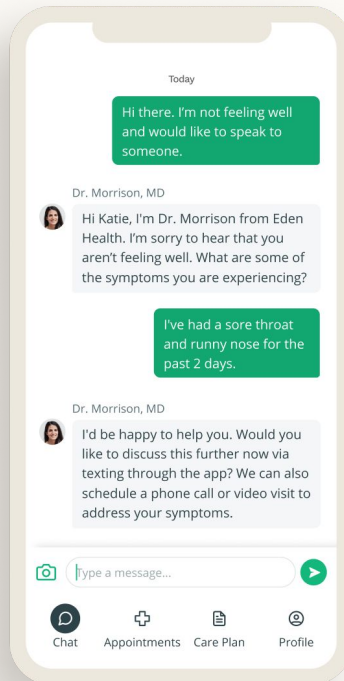 Today
Hi there. I'm not feeling well
and would like to speak to
someone.
Dr. Morrison, MD
Hi Katie, I'm Dr. Morrison from Eden
Health. I'm sorry to hear that you
aren't feeling well. What are some of
the symptoms you are experiencing?
I've had a sore throat
and runny nose for the
past 2 days.
Dr. Morrison, MD
I'd be happy to help you. Would you
like to discuss this further now via
texting through the app? We can also
schedule a phone call or video visit to
address your symptoms.
Type a message...
Chat Appointments Care Plan Profile